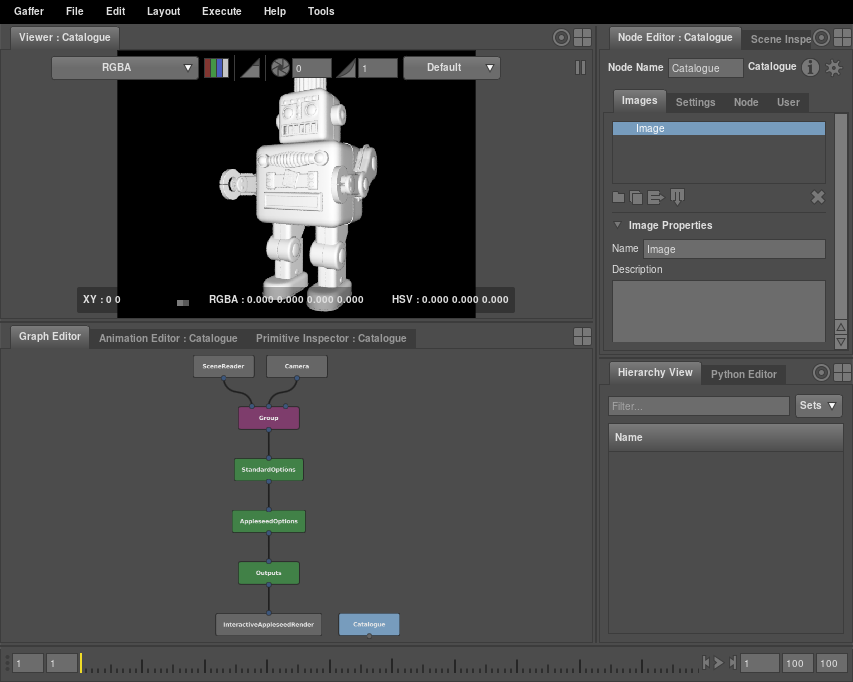 Gaffer File Edit Layout Execute Help Tools
Viewer : Catalogue
RGBA 0 1 Default
XY : 0 0 RGBA : 0.000 0.000 0.000 0.000 HSV : 0.000 0.000 0.000
Node Editor : Catalogue Scene Inspe
Node Name Catalogue Catalogue
Images Settings Node User
Image
Image Properties
Name Image
Description
Graph Editor Animation Editor : Catalogue Primitive Inspector : Catalogue
SceneReader Camera
Group
StandardOptions
AppleseedOptions
Outputs
InteractiveAppleseedRender Catalogue
Hierarchy View Python Editor
Filter... Sets
Name
1 1 1 100 100